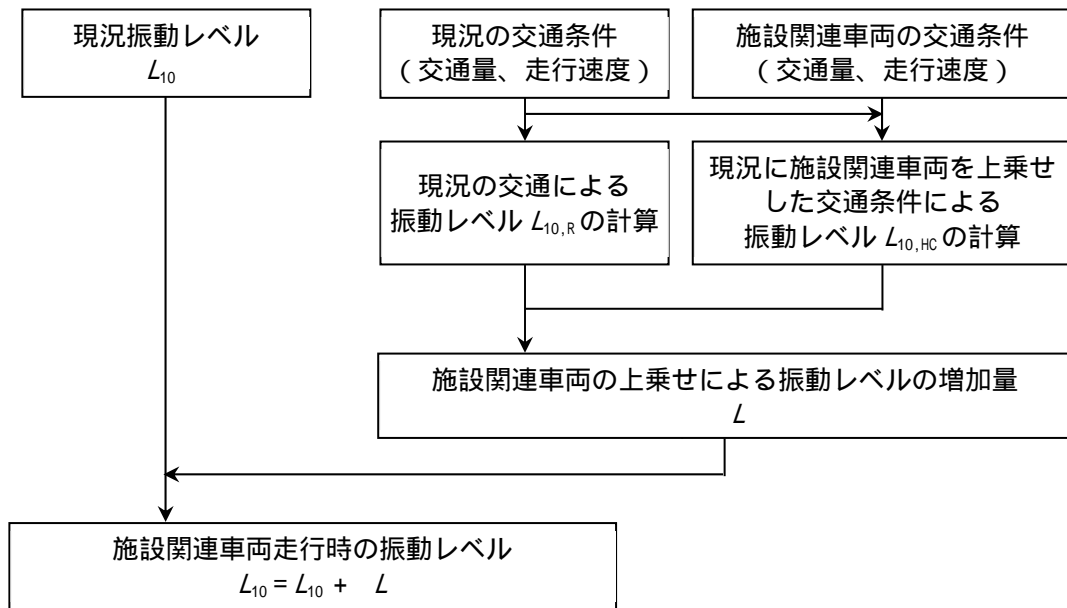 現況振動レベル
L10
現況の交通条件
(交通量、走行速度)
施設関連車両の交通条件
(交通量、走行速度)
現況の交通による
振動レベル L10,R の計算
現況に施設関連車両を上乗せ
した交通条件による
振動レベル L10,HC の計算
施設関連車両の上乗せによる振動レベルの増加量
L
施設関連車両走行時の振動レベル
L10 = L10 + L